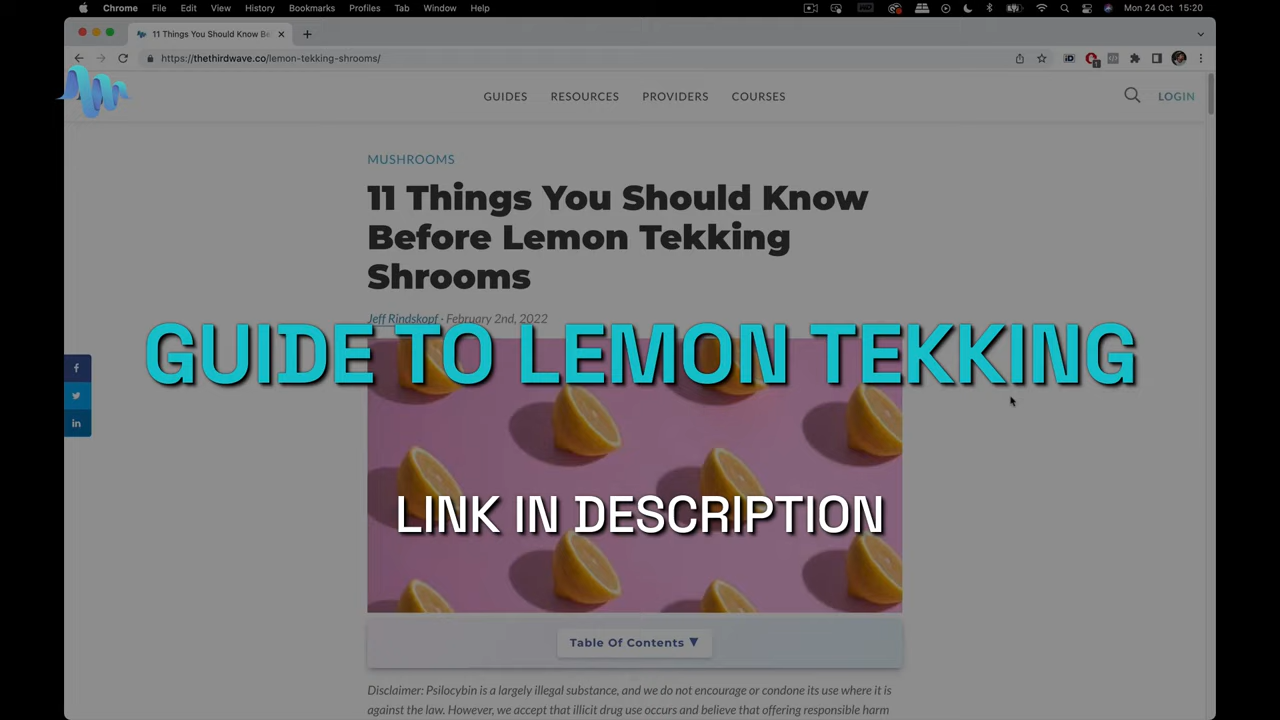 Chrome File Edit View History Bookmarks Profiles Tab Window Help Mon 24 Oct 15:20
11 Things You Should Know Be
https://thethirdwave.co/lemon-tekking-shrooms/
GUIDES RESOURCES PROVIDERS COURSES LOGIN
MUSHROOMS
11 Things You Should Know
Before Lemon Tekking
Shrooms
Jeff Rindskopf · February 2nd, 2022
GUIDE TO LEMON TEKKING
LINK IN DESCRIPTION
Table Of Contents ▼
Disclaimer: Psilocybin is a largely illegal substance, and we do not encourage or condone its use where it is
against the law. However, we accept that illicit drug use occurs and believe that offering responsible harm